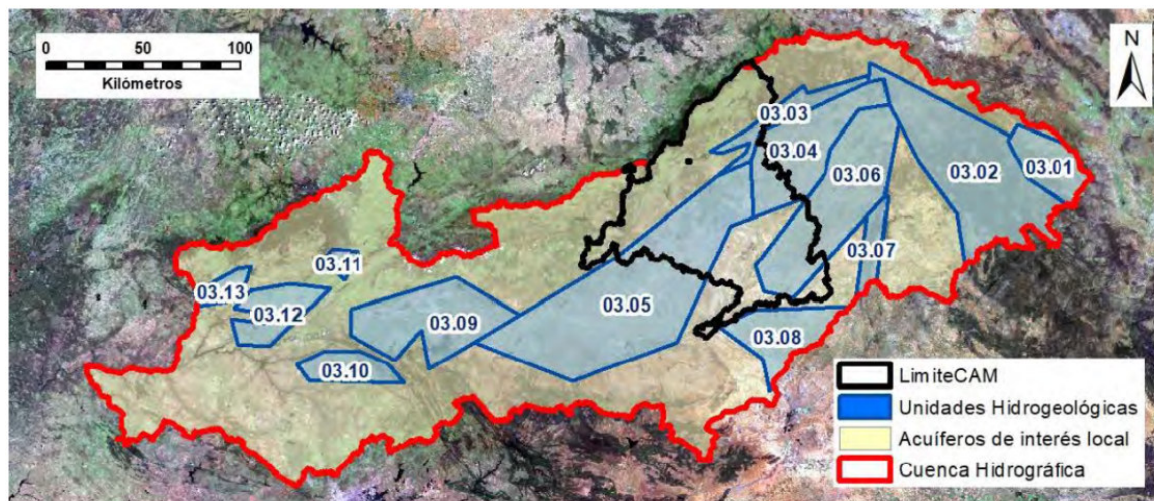 0 50 100
Kilómetros
N
03.03
03.04
03.06
03.02
03.01
03.07
03.11
03.13
03.12
03.09
03.05
03.08
03.10
LimiteCAM
Unidades Hidrogeológicas
Acuíferos de interés local
Cuenca Hidrográfica